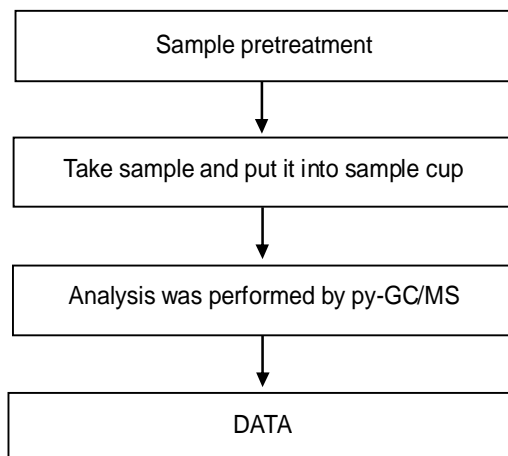 Sample pretreatment
Take sample and put it into sample cup
Analysis was performed by py-GC/MS
DATA